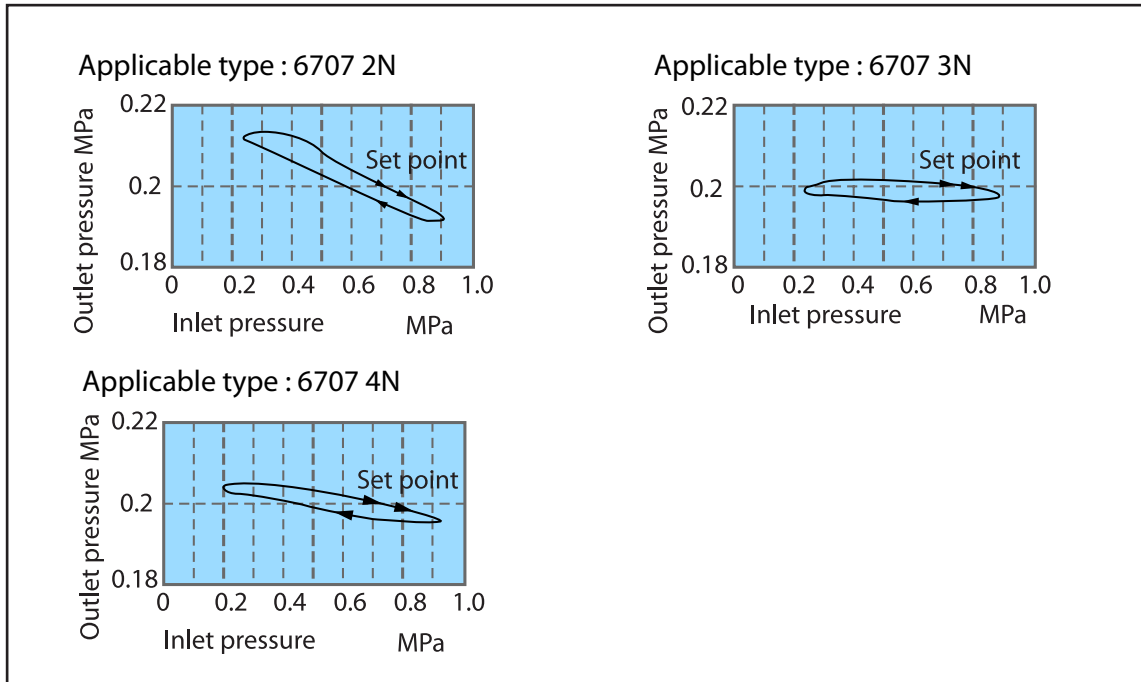 Applicable type : 6707 2N
Outlet pressure MPa
0.22
0.2
0.18
Set point
0 0.2 0.4 0.6 0.8 1.0
Inlet pressure MPa
Applicable type : 6707 3N
Outlet pressure MPa
0.22
0.2
0.18
Set point
0 0.2 0.4 0.6 0.8 1.0
Inlet pressure MPa
Applicable type : 6707 4N
Outlet pressure MPa
0.22
0.2
0.18
Set point
0 0.2 0.4 0.6 0.8 1.0
Inlet pressure MPa